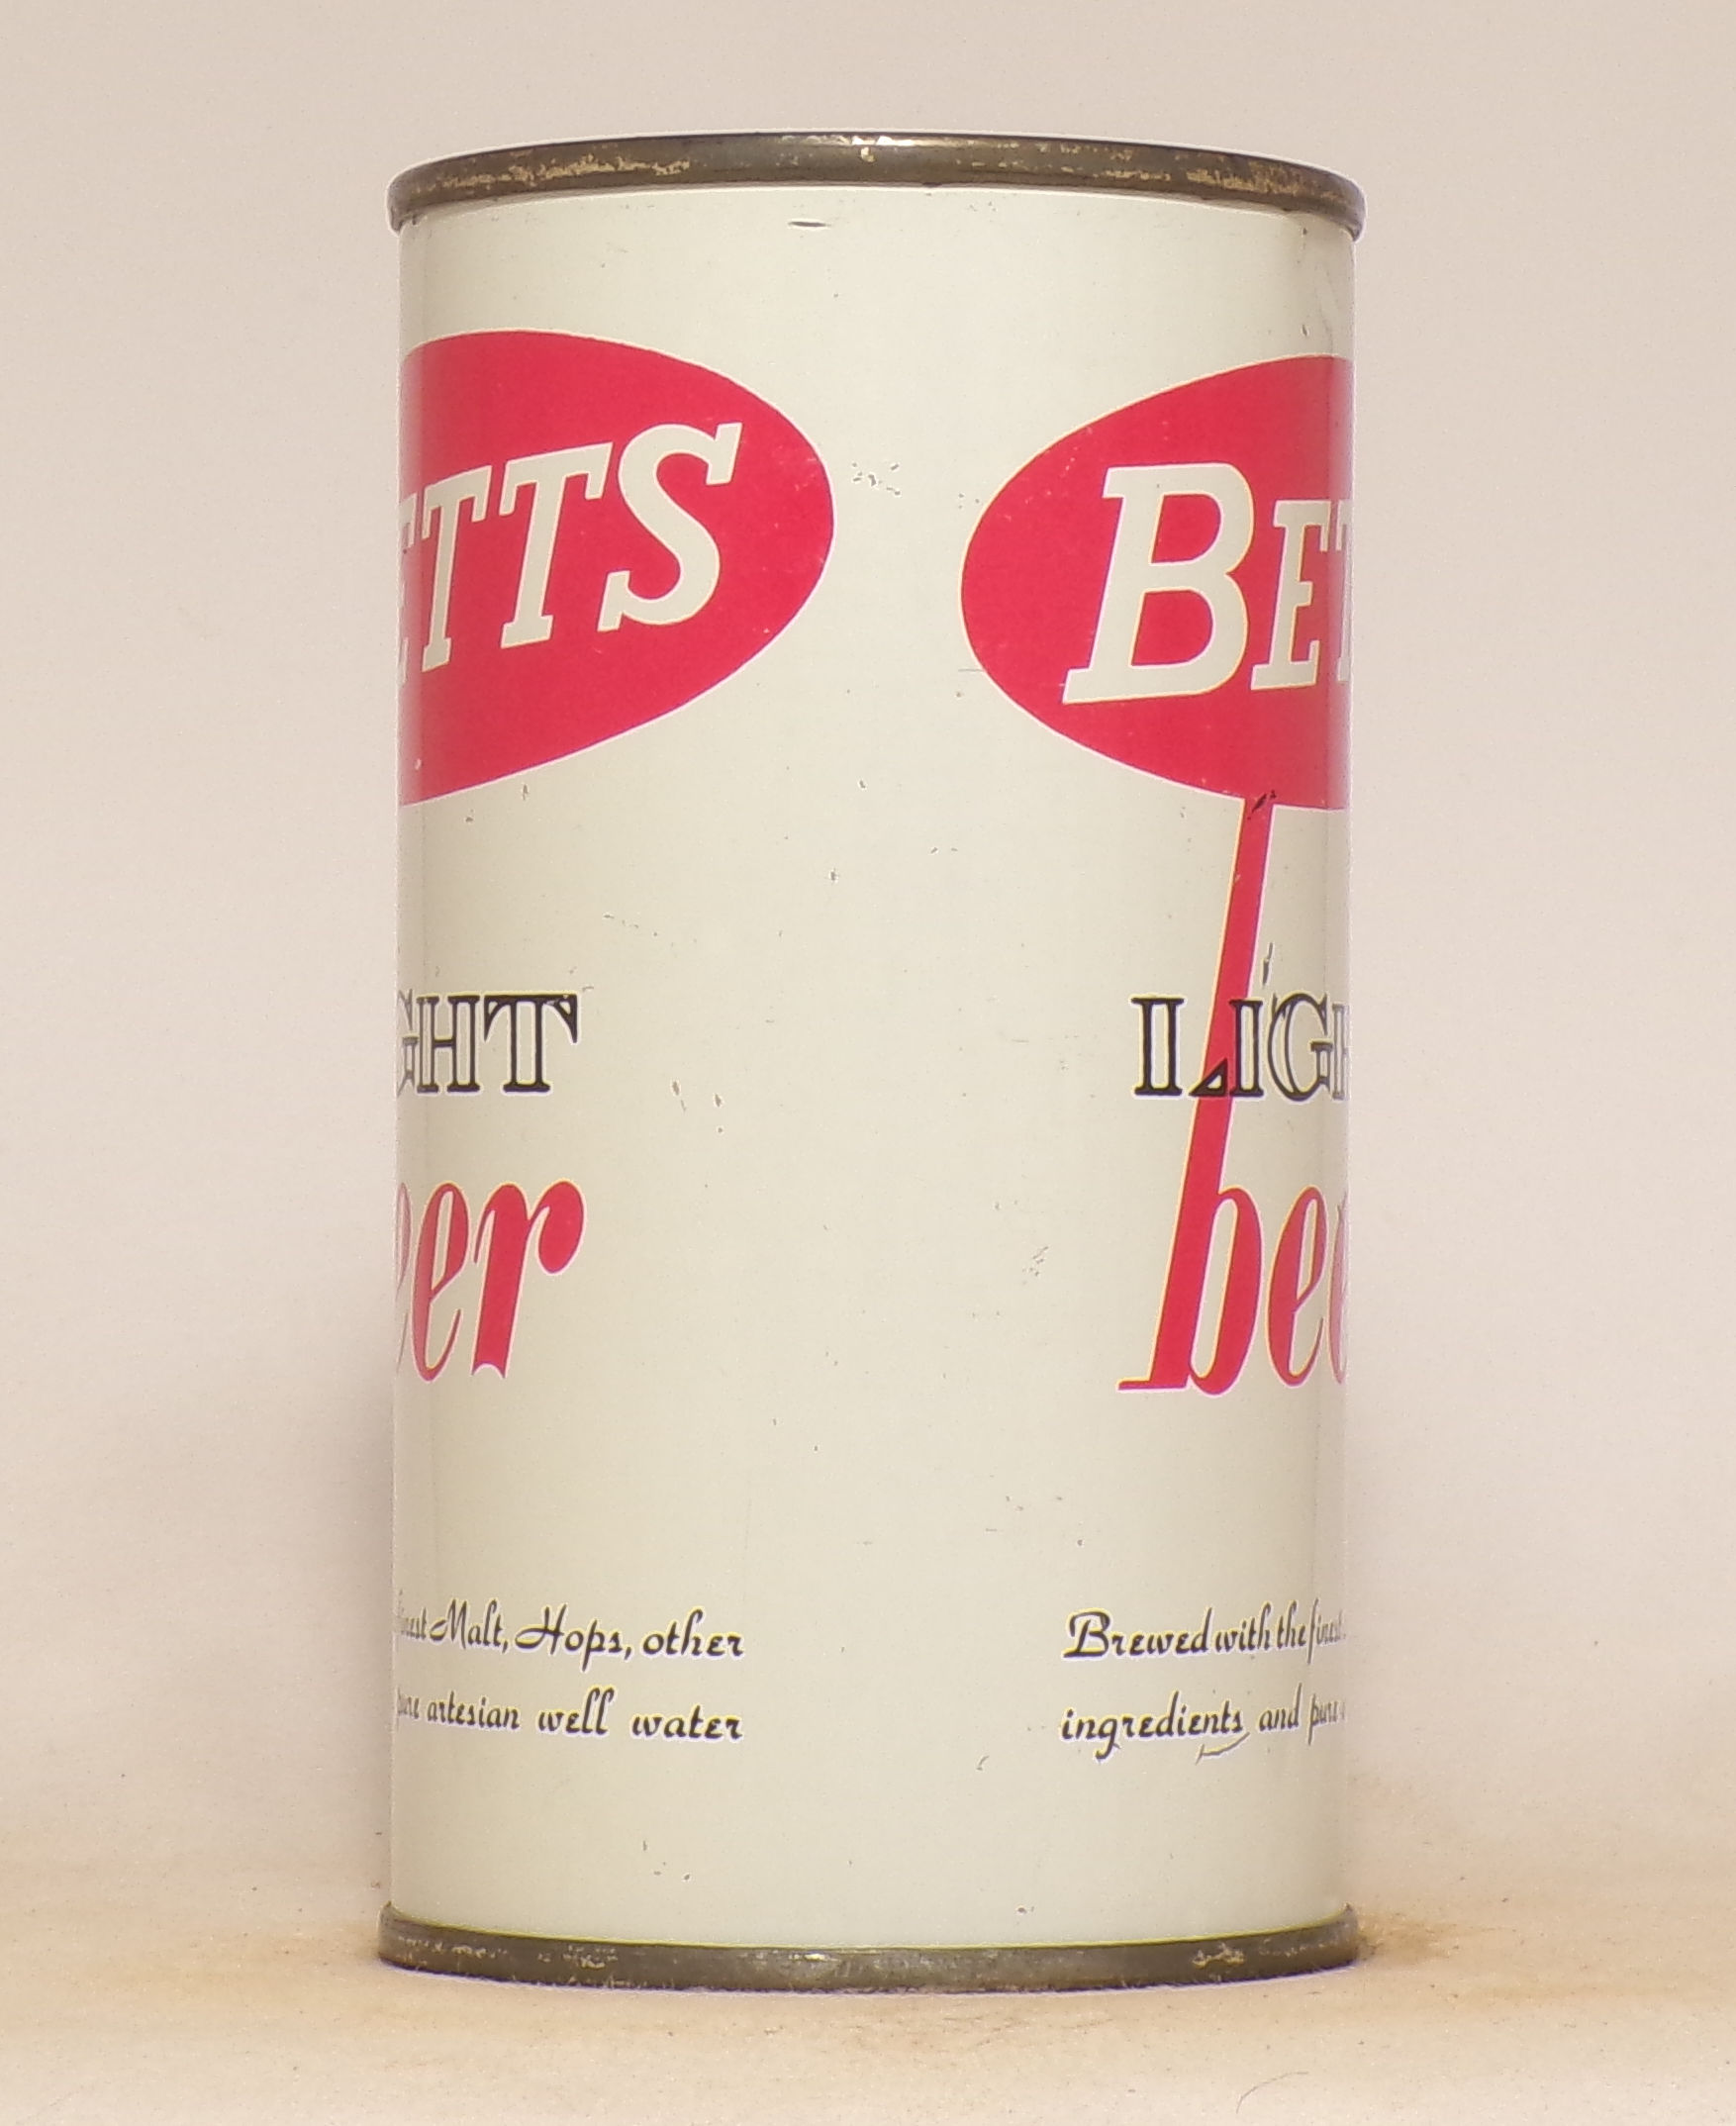 ETTS
BET
GHT
LIGH
eer
bee
finest Malt, Hops, other
pure artesian well water
Brewed with the finest
ingredients and pure